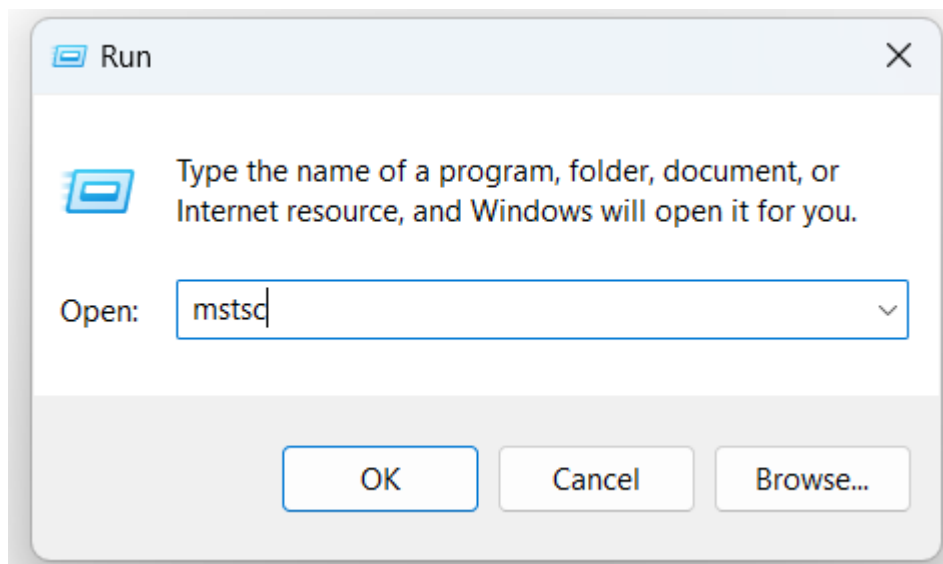 Run
Type the name of a program, folder, document, or
Internet resource, and Windows will open it for you.
Open: mstsc
OK Cancel Browse...